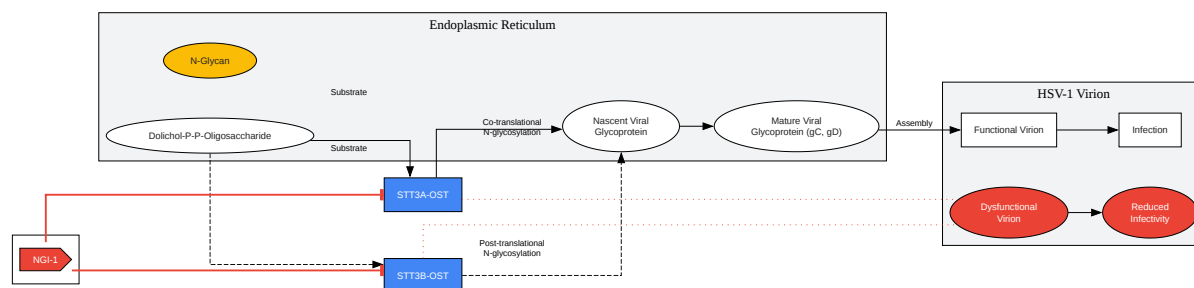 Endoplasmic Reticulum
N-Glycan
Substrate
Dolichol-P-P-Oligosaccharide
Substrate
Co-translational
N-glycosylation
Nascent Viral
Glycoprotein
Mature Viral
Glycoprotein (gC, gD)
Assembly
HSV-1 Virion
Functional Virion
Infection
STT3A-OST
Dysfunctional
Virion
Reduced
Infectivity
NGI-1
Post-translational
N-glycosylation
STT3B-OST